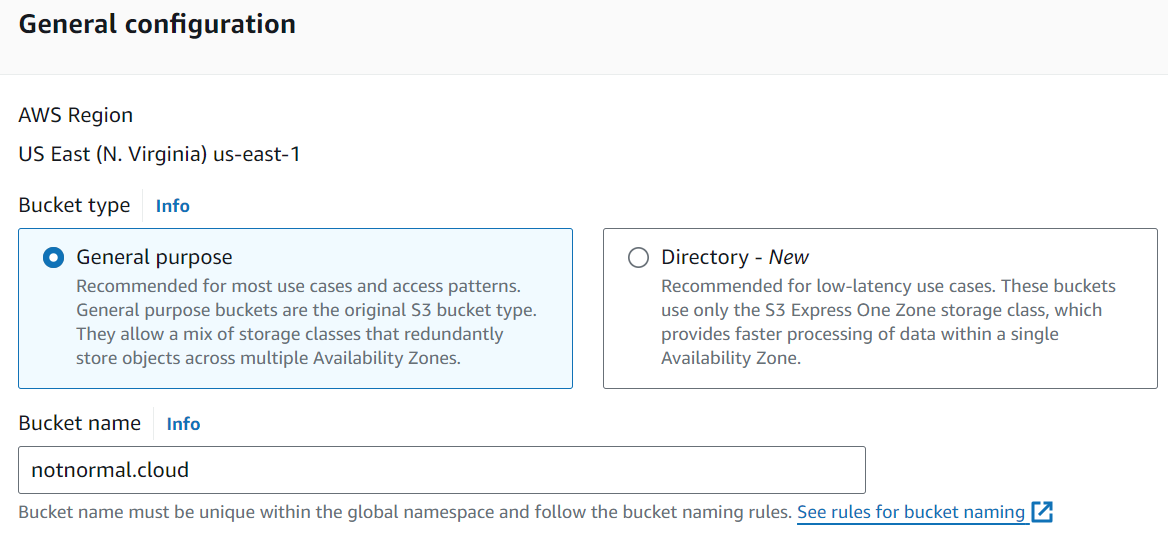 General configuration
AWS Region
US East (N. Virginia) us-east-1
Bucket type Info
General purpose
Recommended for most use cases and access patterns.
General purpose buckets are the original S3 bucket type.
They allow a mix of storage classes that redundantly
store objects across multiple Availability Zones.
Directory - New
Recommended for low-latency use cases. These buckets
use only the S3 Express One Zone storage class, which
provides faster processing of data within a single
Availability Zone.
Bucket name Info
notnormal.cloud
Bucket name must be unique within the global namespace and follow the bucket naming rules. See rules for bucket naming